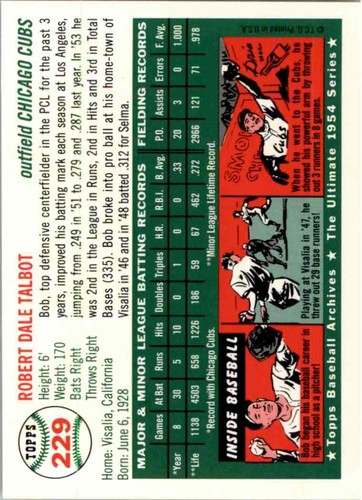 TOPPS
229
ROBERT DALE TALBOT
outfield CHICAGO CUBS
Height: 6'
Weight: 170
Bats Right
Throws Right
Home: Visalia, California
Born: June 6, 1928
Bob, top defensive centerfielder in the PCL for the past 3
years, improved his batting mark each season at Los Angeles,
jumping from .249 in '51 to .279 and .287 last year. In '53 he
was 2nd in the League in Runs, 2nd in Hits and 3rd in Total
Bases (335). Bob broke into pro ball at his home-town of
Visalia in '46 and in '48 batted .312 for Selma.
MAJOR & MINOR LEAGUE BATTING RECORDS FIELDING RECORDS
Games At Bat Runs Hits Doubles Triples H.R. R.B.I. B. Avg. P.O. Assists Errors F. Avg.
*Year 8 30 5 10 0 1 0 0 .33 20 3 0 1.000
**Life 1138 4503 658 1226 186 59 67 462 .272 2966 121 71 .978
*Record with Chicago Cubs. **Minor League Lifetime Record.
INSIDE BASEBALL
Bob began his baseball career in
high school as a pitcher!
Playing at Visalia in '47, he
threw out 29 base runners!
When he went to the Cubs, he
showed his powerful arm by throwing
out 3 runners in 8 games.
Topps Baseball Archives ★ The Ultimate 1954 Series ★
© T.C.G. Printed in U.S.A.